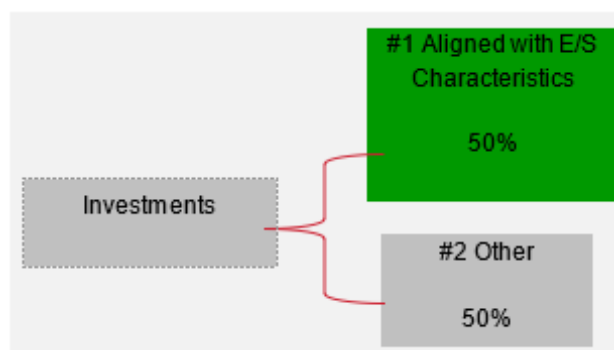 #1 Aligned with E/S
Characteristics
50%
Investments
#2 Other
50%